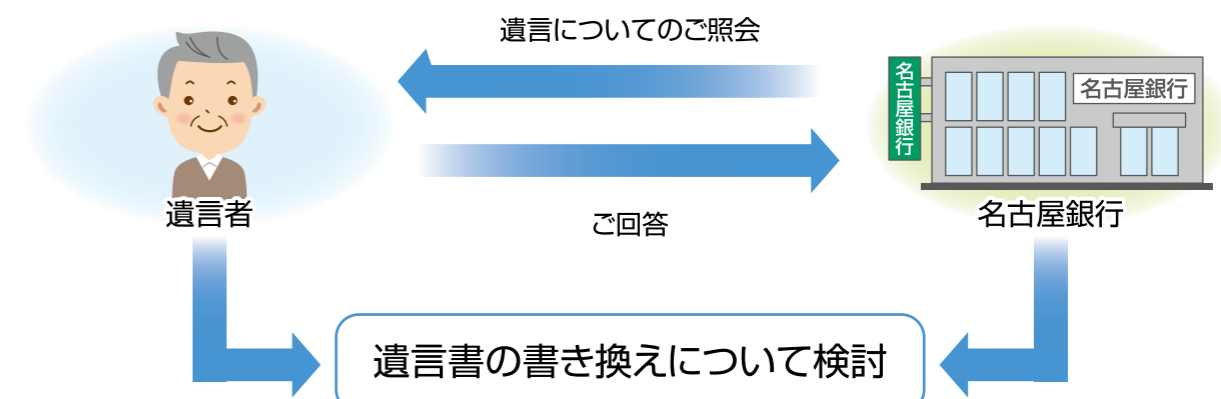 遺言についてのご照会
名古屋銀行
名古屋銀行
遺言者
ご回答
名古屋銀行
遺言書の書き換えについて検討